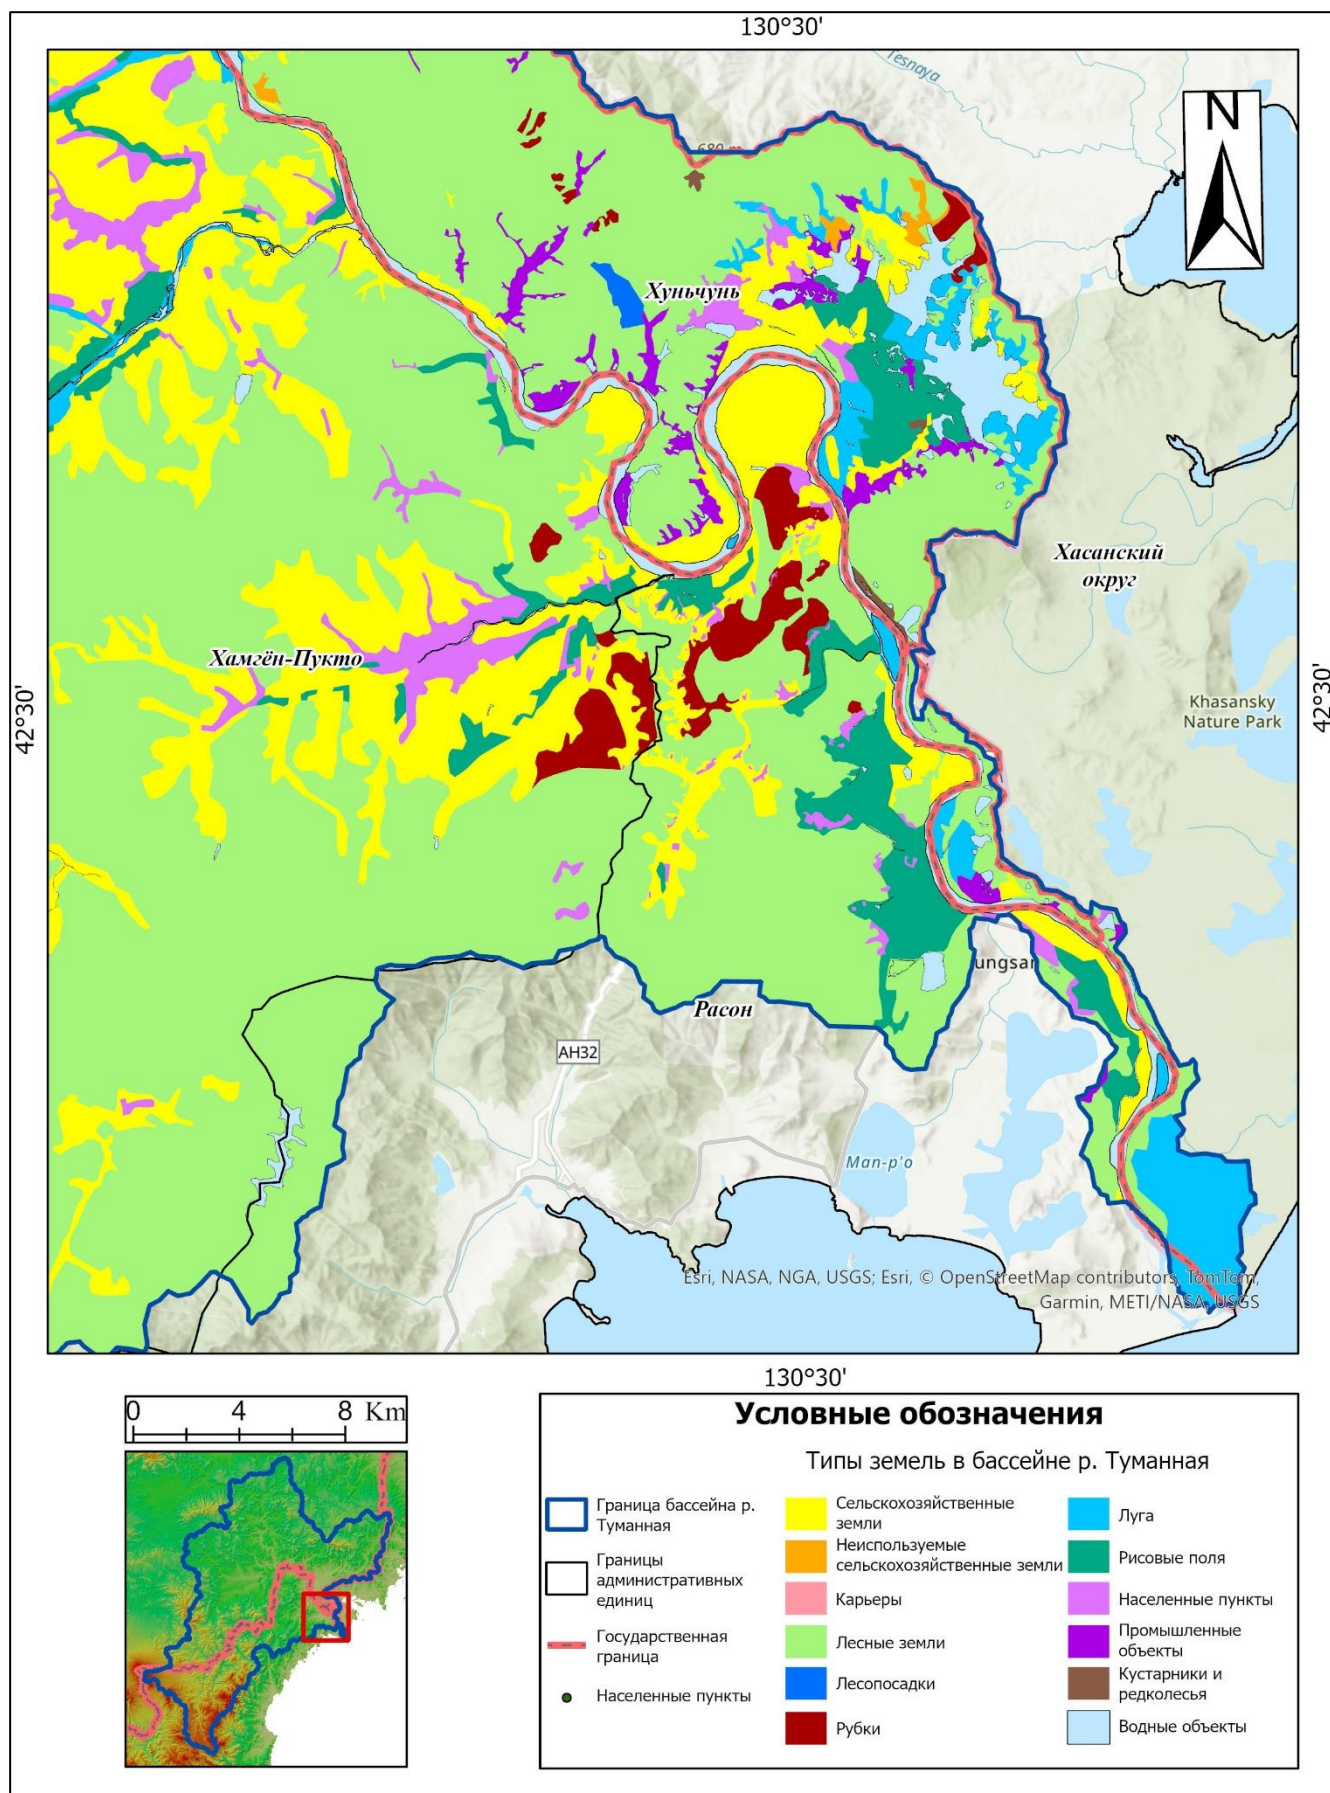 130°30'
Tesnaya
N
680 m
Хуньчунь
Хасанский
округ
Хамгён-Пукто
42°30'
42°30'
Khasansky
Nature Park
ungsan
Расон
AH32
Man-p'o
Esri, NASA, NGA, USGS; Esri, © OpenStreetMap contributors, TomTom,
Garmin, METI/NASA, USGS
130°30'
0 4 8 Km
Условные обозначения
Типы земель в бассейне р. Туманная
Граница бассейна р.
Туманная
Границы
административных
единиц
Государственная
граница
Населенные пункты
Сельскохозяйственные
земли
Неиспользуемые
сельскохозяйственные земли
Карьеры
Лесные земли
Лесопосадки
Рубки
Луга
Рисовые поля
Населенные пункты
Промышленные
объекты
Кустарники и
редколесья
Водные объекты